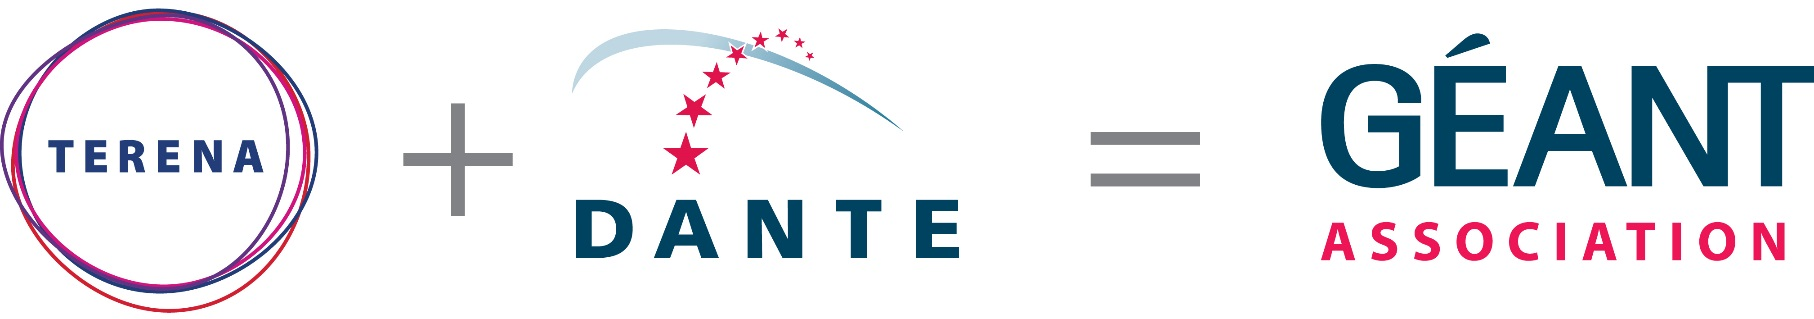 TERENA
+
DANTE
=
GÉANT
ASSOCIATION